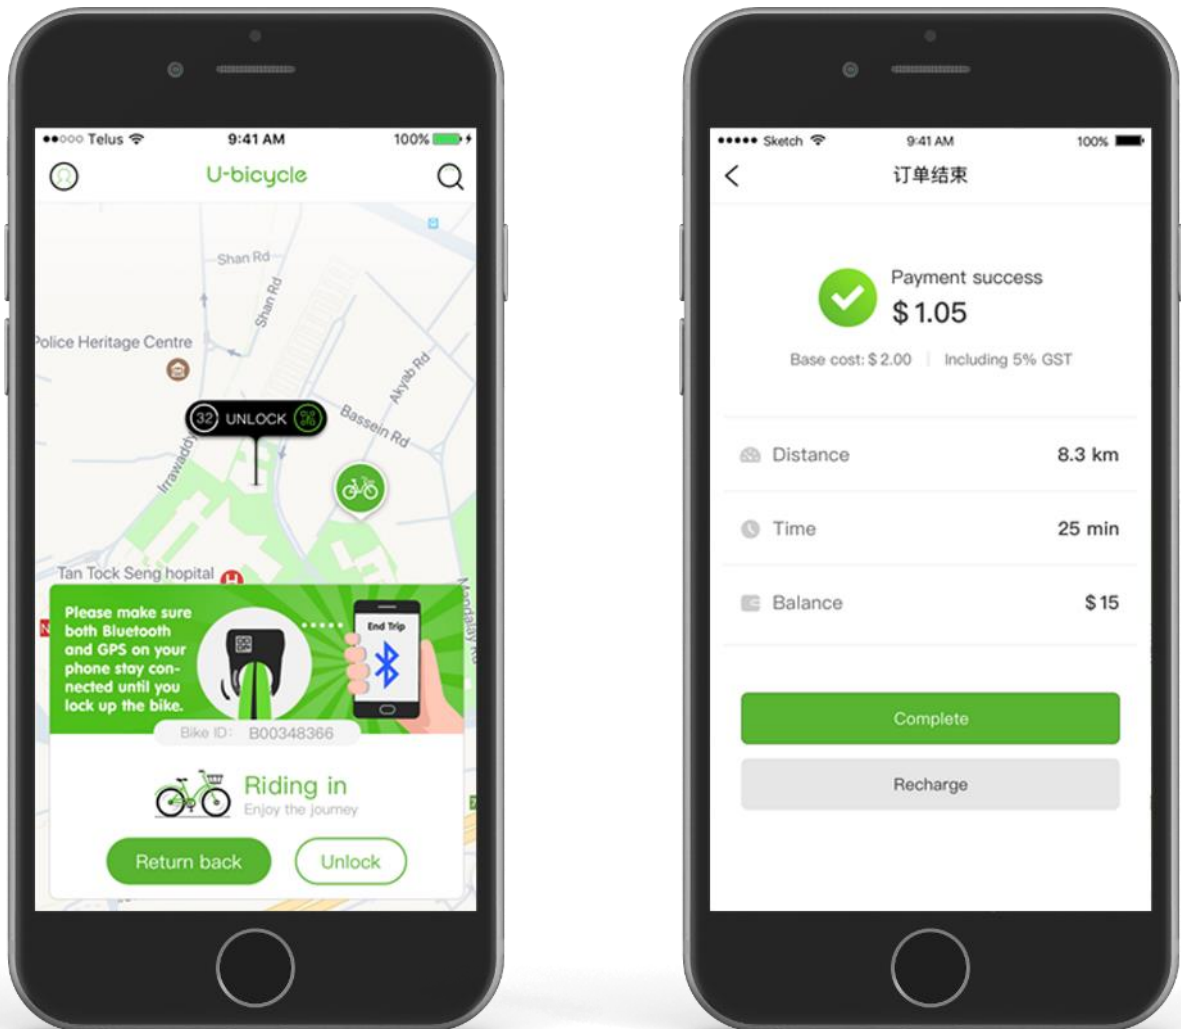 Telus
9:41 AM
100%
U-bicycle
Shan Rd
Shan Rd
Police Heritage Centre
Akyab Rd
32 UNLOCK
Bassein Rd
Irrawaddy
Tan Tock Seng hopital
H
Mandalay Rd
N
Please make sure
both Bluetooth
and GPS on your
phone stay con-
nected until you
lock up the bike.
End Trip
Bike ID: B00348366
Riding in
Enjoy the journey
Return back
Unlock
Sketch
9:41 AM
100%
订单结束
Payment success
$ 1.05
Base cost: $ 2.00 | Including 5% GST
Distance
8.3 km
Time
25 min
Balance
$ 15
Complete
Recharge